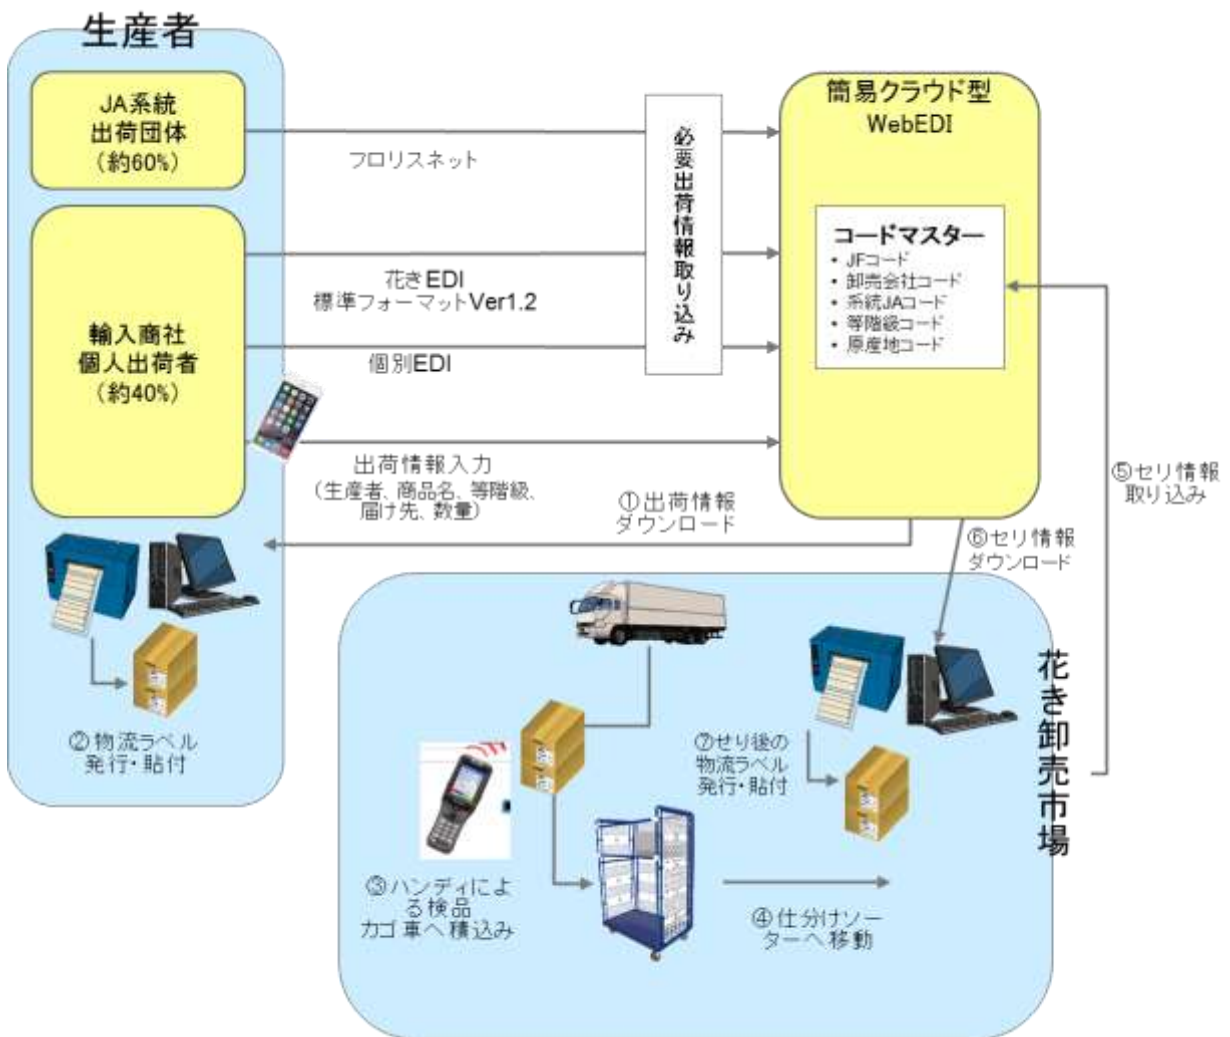 生産者
JA系統
出荷団体
(約60%)
フロリスネット
輸入商社
個人出荷者
(約40%)
花きEDI
標準フォーマットVer1.2
個別EDI
出荷情報入力
(生産者、商品名、等階級、
届け先、数量)
必要出荷情報取り込み
簡易クラウド型
WebEDI
コードマスター
• JFコード
• 卸売会社コード
• 系統JAコード
• 等階級コード
• 原産地コード
①出荷情報
ダウンロード
②物流ラベル
発行・貼付
③ハンディによ
る検品
カゴ車へ積込み
④仕分けソー
ターへ移動
⑤セリ情報
取り込み
⑥セリ情報
ダウンロード
⑦せり後の
物流ラベル
発行・貼付
花き卸売市場